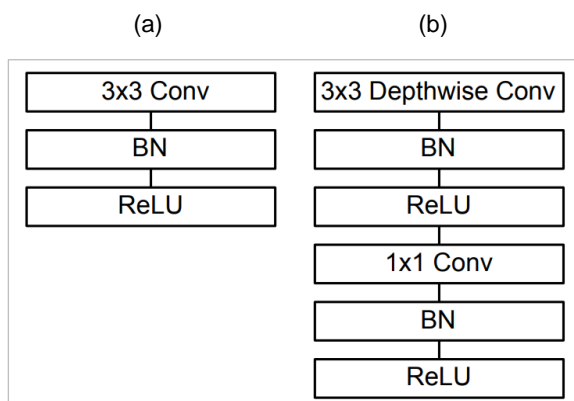 (a)
(b)
3x3 Conv
BN
ReLU
3x3 Depthwise Conv
BN
ReLU
1x1 Conv
BN
ReLU